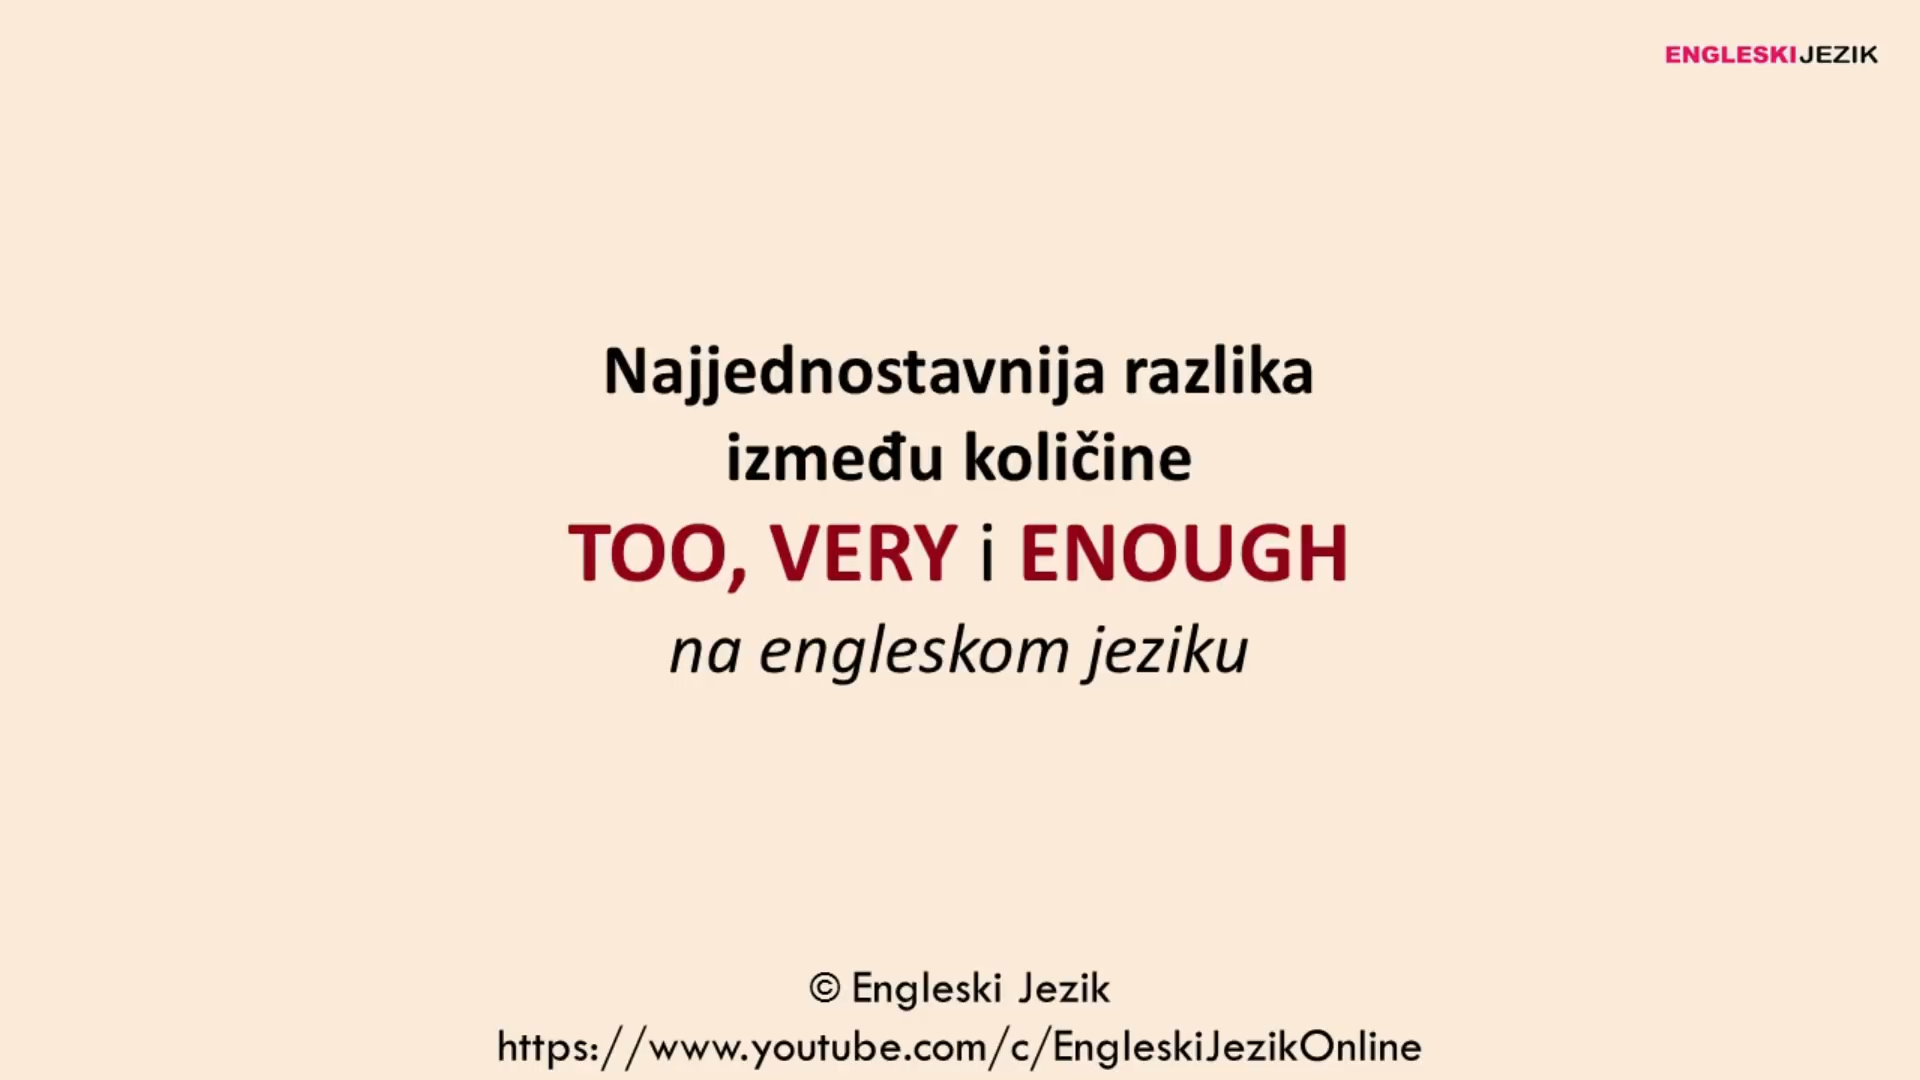 ENGLESKIJEZIK
Najjednostavnija razlika
između količine
TOO, VERY i ENOUGH
na engleskom jeziku
© Engleski Jezik
https://www.youtube.com/c/EngleskiJezikOnline